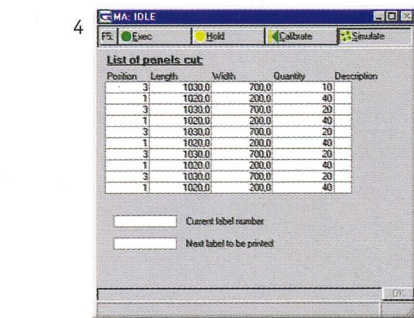 4
MA: IDLE
F5: Exec Hold Calibrate Simulate
List of panels cut:
Position Length Width Quantity Description
3 1030,0 700,0 10
1 1020,0 200,0 40
3 1030,0 700,0 20
1 1020,0 200,0 40
3 1030,0 700,0 20
1 1020,0 200,0 40
3 1030,0 700,0 20
1 1020,0 200,0 40
3 1030,0 700,0 20
1 1020,0 200,0 40
Current label number
Next label to be printed